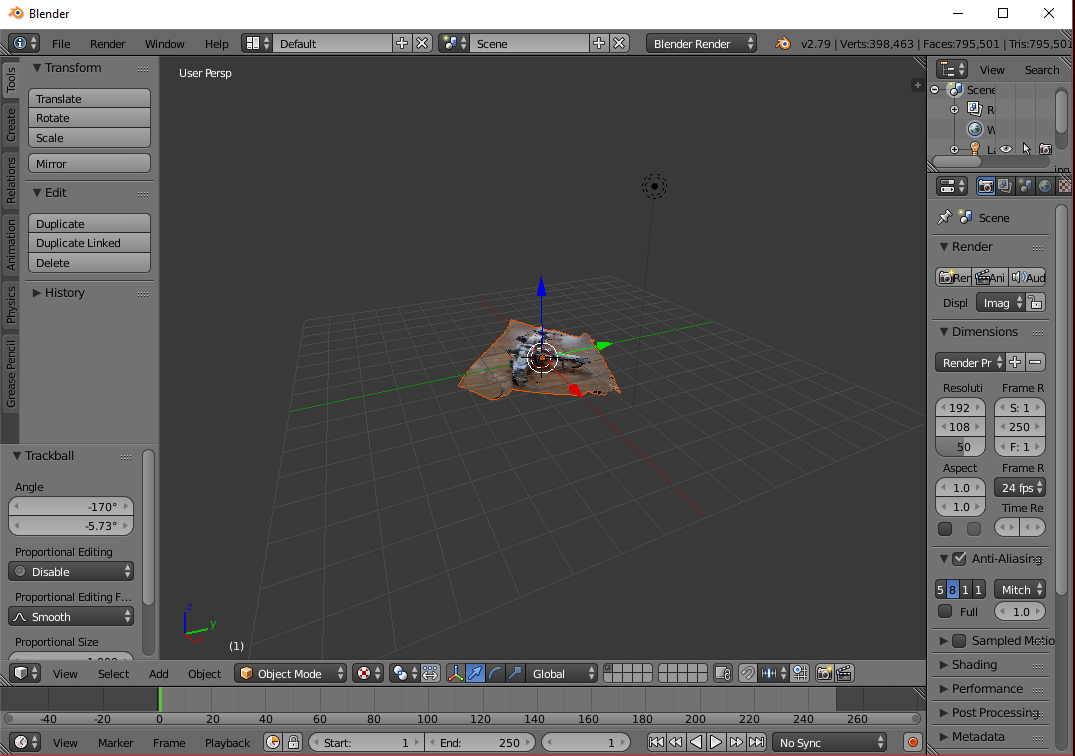 Blender
File Render Window Help Default Scene Blender Render v2.79 | Verts:398,463 | Faces:795,501 | Tris:795,501
Tools
Create
Relations
Animation
Physics
Grease Pencil
Transform
Translate
Rotate
Scale
Mirror
Edit
Duplicate
Duplicate Linked
Delete
History
Trackball
Angle
-170°
-5.73°
Proportional Editing
Disable
Proportional Editing F...
Smooth
Proportional Size
User Persp
z
y
(1)
View Select Add Object Object Mode Global
-40 -20 0 20 40 60 80 100 120 140 160 180 200 220 240 260
View Marker Frame Playback Start: 1 End: 250 1 No Sync
View Search
Scene
R
W
La
ing
Scene
Render
Ren Ani Aud
Displ Imag
Dimensions
Render Pr
Resoluti Frame R
192 S: 1
108 250
50 F: 1
Aspect Frame R
1.0 24 fps
1.0 Time Re
Anti-Aliasing
5 8 1 1 Mitch
Full 1.0
Sampled Motio
Shading
Performance
Post Processing
Metadata